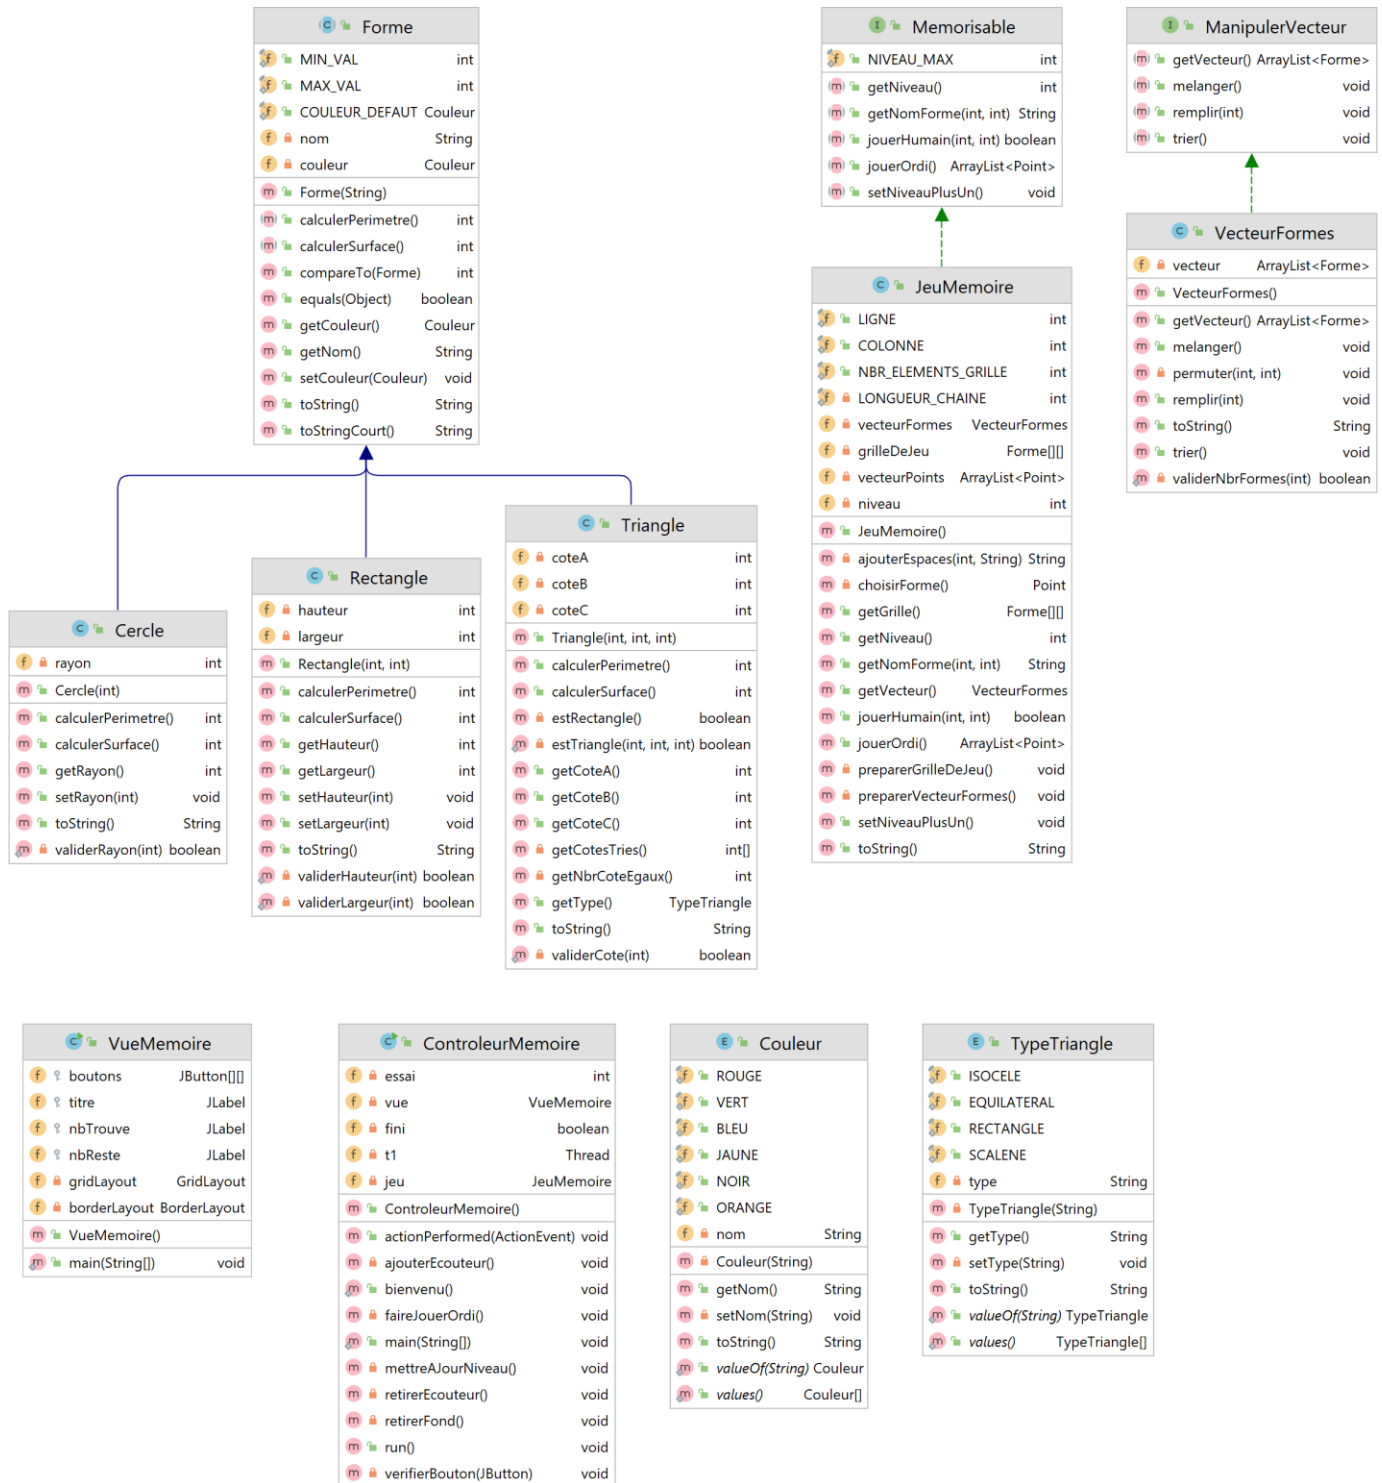 Forme
MIN_VAL int
MAX_VAL int
COULEUR_DEFAUT Couleur
nom String
couleur Couleur
Forme(String)
calculerPerimetre() int
calculerSurface() int
compareTo(Forme) int
equals(Object) boolean
getCouleur() Couleur
getNom() String
setCouleur(Couleur) void
toString() String
toStringCourt() String
Memorisable
NIVEAU_MAX int
getNiveau() int
getNomForme(int, int) String
jouerHumain(int, int) boolean
jouerOrdi() ArrayList<Point>
setNiveauPlusUn() void
ManipulerVecteur
getVecteur() ArrayList<Forme>
melanger() void
remplir(int) void
trier() void
VecteurFormes
vecteur ArrayList<Forme>
VecteurFormes()
getVecteur() ArrayList<Forme>
melanger() void
permuter(int, int) void
remplir(int) void
toString() String
trier() void
validerNbrFormes(int) boolean
JeuMemoire
LIGNE int
COLONNE int
NBR_ELEMENTS_GRILLE int
LONGUEUR_CHAINE int
vecteurFormes VecteurFormes
grilleDeJeu Forme[][]
vecteurPoints ArrayList<Point>
niveau int
JeuMemoire()
ajouterEspaces(int, String) String
choisirForme() Point
getGrille() Forme[][]
getNiveau() int
getNomForme(int, int) String
getVecteur() VecteurFormes
jouerHumain(int, int) boolean
jouerOrdi() ArrayList<Point>
preparerGrilleDeJeu() void
preparerVecteurFormes() void
setNiveauPlusUn() void
toString() String
Cercle
rayon int
Cercle(int)
calculerPerimetre() int
calculerSurface() int
getRayon() int
setRayon(int) void
toString() String
validerRayon(int) boolean
Rectangle
hauteur int
largeur int
Rectangle(int, int)
calculerPerimetre() int
calculerSurface() int
getHauteur() int
getLargeur() int
setHauteur(int) void
setLargeur(int) void
toString() String
validerHauteur(int) boolean
validerLargeur(int) boolean
Triangle
coteA int
coteB int
coteC int
Triangle(int, int, int)
calculerPerimetre() int
calculerSurface() int
estRectangle() boolean
estTriangle(int, int, int) boolean
getCoteA() int
getCoteB() int
getCoteC() int
getCotesTries() int[]
getNbrCoteEgaux() int
getType() TypeTriangle
toString() String
validerCote(int) boolean
VueMemoire
boutons JButton[][]
titre JLabel
nbTrouve JLabel
nbReste JLabel
gridLayout GridLayout
borderLayout BorderLayout
VueMemoire()
main(String[]) void
ControleurMemoire
essai int
vue VueMemoire
fini boolean
t1 Thread
jeu JeuMemoire
ControleurMemoire()
actionPerformed(ActionEvent) void
ajouterEcouteur() void
bienvenu() void
faireJouerOrdi() void
main(String[]) void
mettreAJourNiveau() void
retirerEcouteur() void
retirerFond() void
run() void
verifierBouton(JButton) void
Couleur
ROUGE
VERT
BLEU
JAUNE
NOIR
ORANGE
nom String
Couleur(String)
getNom() String
setNom(String) void
toString() String
valueOf(String) Couleur
values() Couleur[]
TypeTriangle
ISOCELE
EQUILATERAL
RECTANGLE
SCALENE
type String
TypeTriangle(String)
getType() String
setType(String) void
toString() String
valueOf(String) TypeTriangle
values() TypeTriangle[]